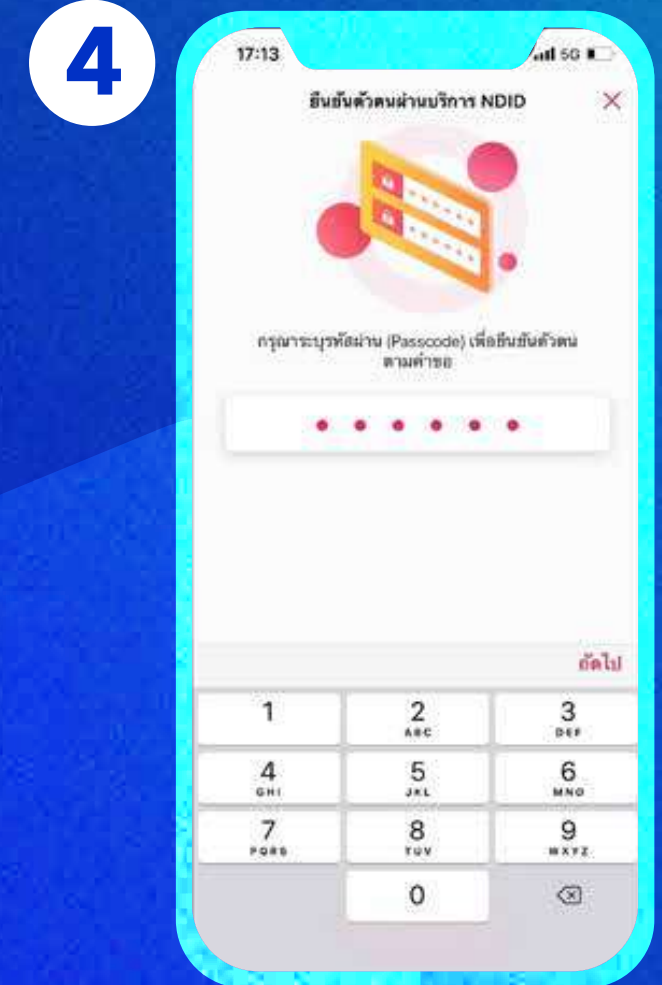 4
17:13
5G
ยืนยันตัวตนผ่านบริการ NDID
กรุณาระบุรหัสผ่าน (Passcode) เพื่อยืนยันตัวตน
ตามคำขอ
ถัดไป
1 2 3
ABC DEF
4 5 6
GHI JKL MNO
7 8 9
PQRS TUV WXYZ
0